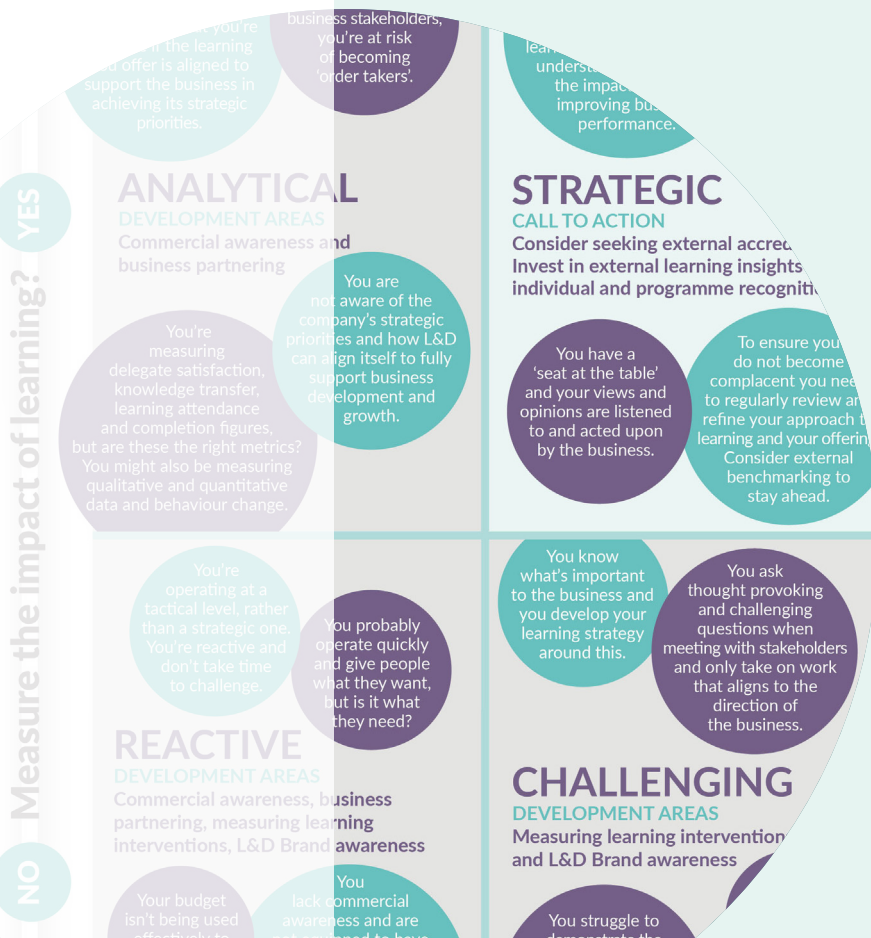 you're
if the learning
offer is aligned to
support the business in
achieving its strategic
priorities.
business stakeholders,
you're at risk
of becoming
'order takers'.
the impact
improving
performance.
YES
Measure the impact of learning?
NO
ANALYTICAL
DEVELOPMENT AREAS
Commercial awareness and
business partnering
You are
not aware of the
company's strategic
priorities and how L&D
can align itself to fully
support business
development and
growth.
You're
measuring
delegate satisfaction,
knowledge transfer,
learning attendance
and completion figures,
but are these the right metrics?
You might also be measuring
qualitative and quantitative
data and behaviour change.
STRATEGIC
CALL TO ACTION
Consider seeking external
Invest in external learning insights
individual and programme
You have a
'seat at the table'
and your views and
opinions are listened
to and acted upon
by the business.
To ensure you
do not become
complacent you
to regularly review
refine your approach
learning and your
Consider external
benchmarking to
stay ahead.
You're
operating at a
tactical level, rather
than a strategic one.
You're reactive and
don't take time
to challenge.
You probably
operate quickly
and give people
what they want,
but is it what
they need?
REACTIVE
DEVELOPMENT AREAS
Commercial awareness, business
partnering, measuring learning
interventions, L&D Brand awareness
Your budget
isn't being used
effectively to
You
lack commercial
awareness and are
You know
what's important
to the business and
you develop your
learning strategy
around this.
You ask
thought provoking
and challenging
questions when
meeting with stakeholders
and only take on work
that aligns to the
direction of
the business.
CHALLENGING
DEVELOPMENT AREAS
Measuring learning
and L&D Brand awareness
You struggle to
demonstrate the